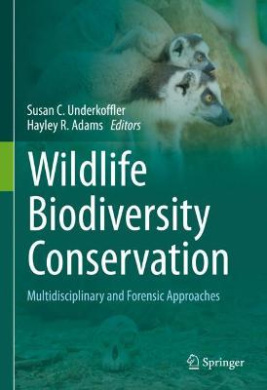 Susan C. Underkoffler
Hayley R. Adams Editors
Wildlife
Biodiversity
Conservation
Multidisciplinary and Forensic Approaches
Springer